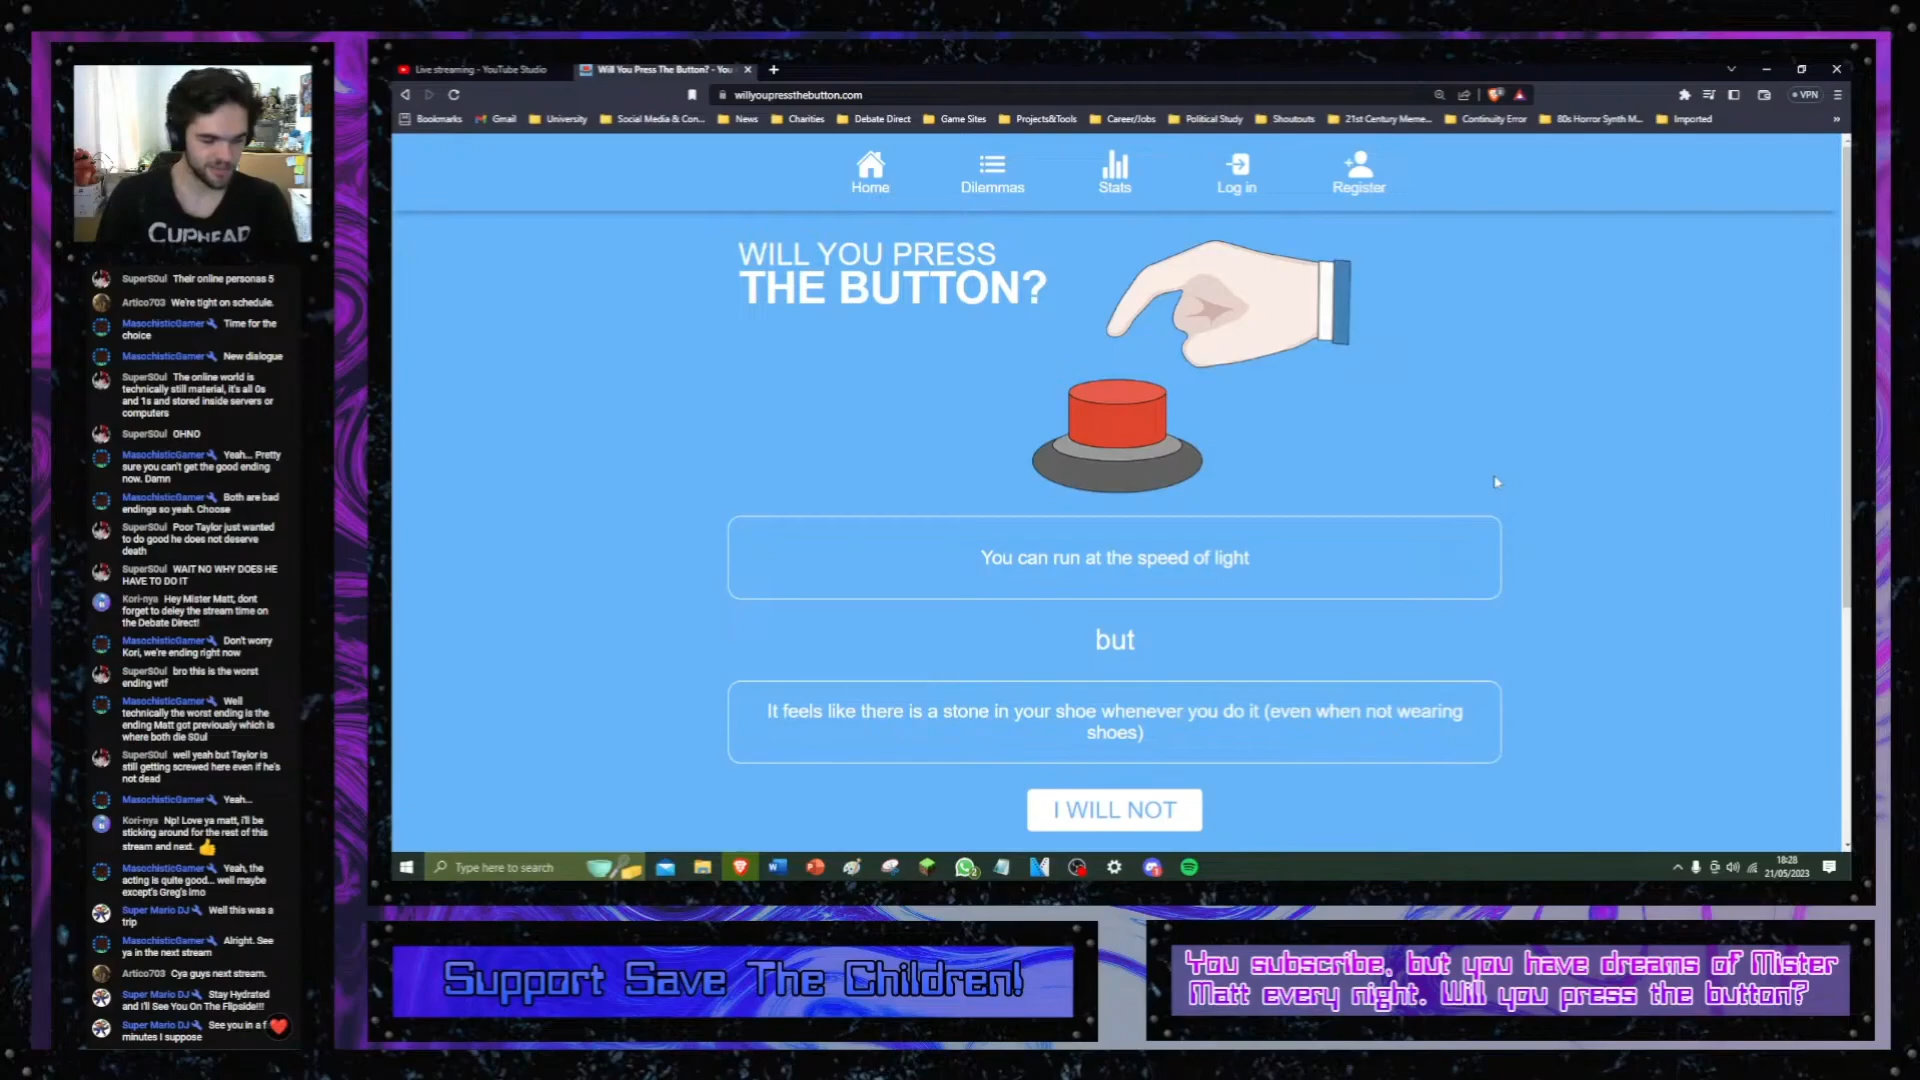 CUPHEAD
SuperS0ul Their online personas 5
Artico703 We're tight on schedule.
MasochisticGamer Time for the
choice
MasochisticGamer New dialogue
SuperS0ul The online world is
technically still material, it's all 0s
and 1s and stored inside servers or
computers
SuperS0ul OHNO
MasochisticGamer Yeah... Pretty
sure you can't get the good ending
now. Damn
MasochisticGamer Both are bad
endings so yeah. Choose
SuperS0ul Poor Taylor just wanted
to do good he does not deserve
death
SuperS0ul WAIT NO WHY DOES HE
HAVE TO DO IT
Kori-nya Hey Mister Matt, dont
forget to deley the stream time on
the Debate Direct!
MasochisticGamer Don't worry
Kori, we're ending right now
SuperS0ul bro this is the worst
ending wtf
MasochisticGamer Well
technically the worst ending is the
ending Matt got previously which is
where both die S0ul
SuperS0ul well yeah but Taylor is
still getting screwed here even if he's
not dead
MasochisticGamer Yeah...
Kori-nya Np! Love ya matt, i'll be
sticking around for the rest of this
stream and next.
MasochisticGamer Yeah, the
acting is quite good... well maybe
except's Greg's imo
Super Mario DJ Well this was a
trip
MasochisticGamer Alright. See
ya in the next stream
Artico703 Cya guys next stream.
Super Mario DJ Stay Hydrated
and I'll See You On The Flipside!!!
Super Mario DJ See you in a f
minutes I suppose
Live streaming - YouTube Studio
Will You Press The Button? - You
willyoupressthebutton.com
VPN
Bookmarks Gmail University Social Media & Con... News Charities Debate Direct Game Sites Projects&Tools Career/Jobs Political Study Shoutouts 21st Century Meme... Continuity Error 80s Horror Synth M... Imported
Home Dilemmas Stats Log in Register
WILL YOU PRESS
THE BUTTON?
You can run at the speed of light
but
It feels like there is a stone in your shoe whenever you do it (even when not wearing
shoes)
I WILL NOT
Type here to search
18:28
21/05/2023
Support Save The Children!
You subscribe, but you have dreams of Mister
Matt every night. Will you press the button?